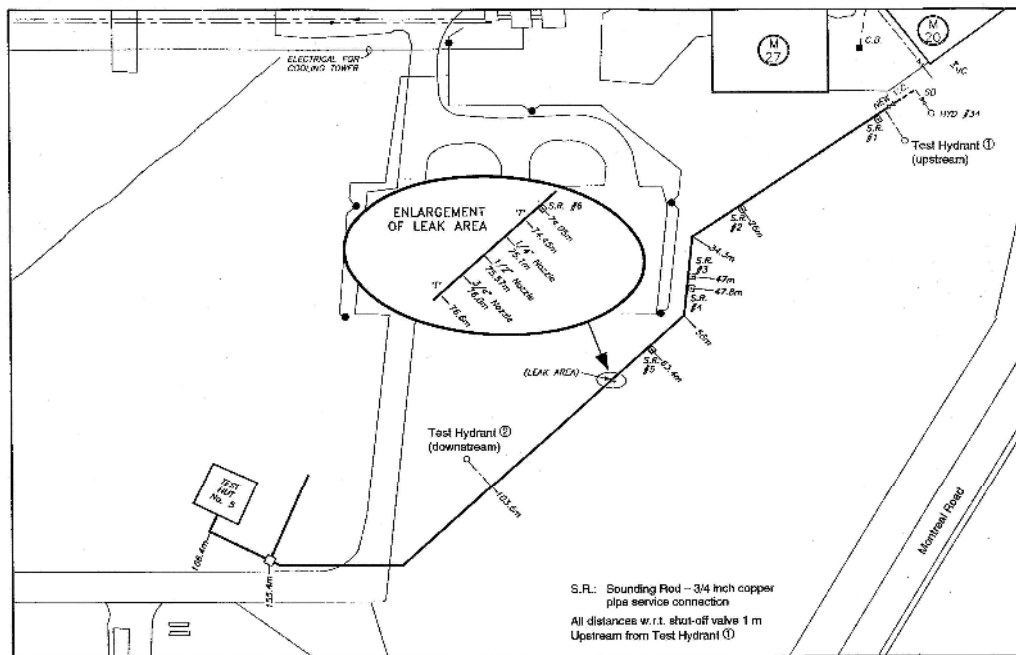 ELECTRICAL FOR
COOLING TOWER
M
27
M
20
C.B.
NEW
SD
HYD #34
S.R.
#1
Test Hydrant ①
(upstream)
ENLARGEMENT
OF LEAK AREA
S.R. #6
74.05m
"T"
74.45m
1/4" Nozzle
75.1m
1/2" Nozzle
75.57m
3/4" Nozzle
76.0m
"T"
76.6m
26m
S.R.
#2
34.3m
S.R.
#3
47m
47.8m
S.R.
#4
55m
63.4m
S.R.
#5
(LEAK AREA)
Test Hydrant ②
(downstream)
103.6m
TEST
HUT
No. 5
155.4m
Montreal Road
S.R.: Sounding Rod – 3/4 inch copper
pipe service connection
All distances w.r.t. shut-off valve 1 m
Upstream from Test Hydrant ①